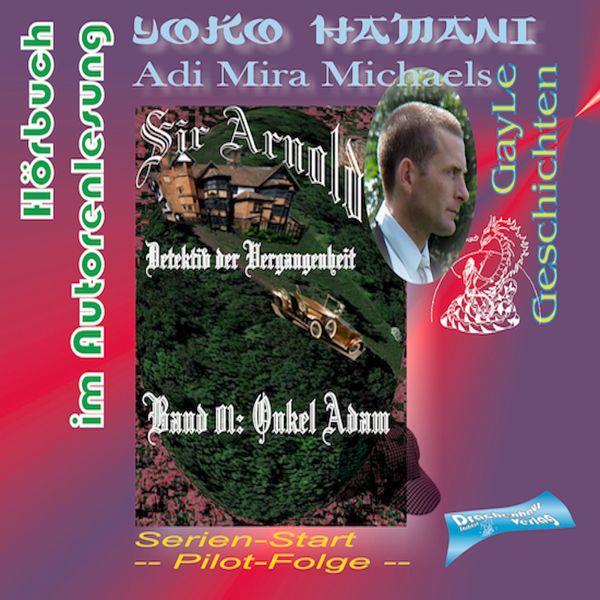 YOKO HAMANI
Adi Mira Michaels
Hörbuch
im Autorenlesung
GayLe
Geschichten
Sir Arnold
Detektiv der Vergangenheit
Band 01: Onkel Adam
Serien-Start
-- Pilot-Folge --
Drachenhaus
Verlag